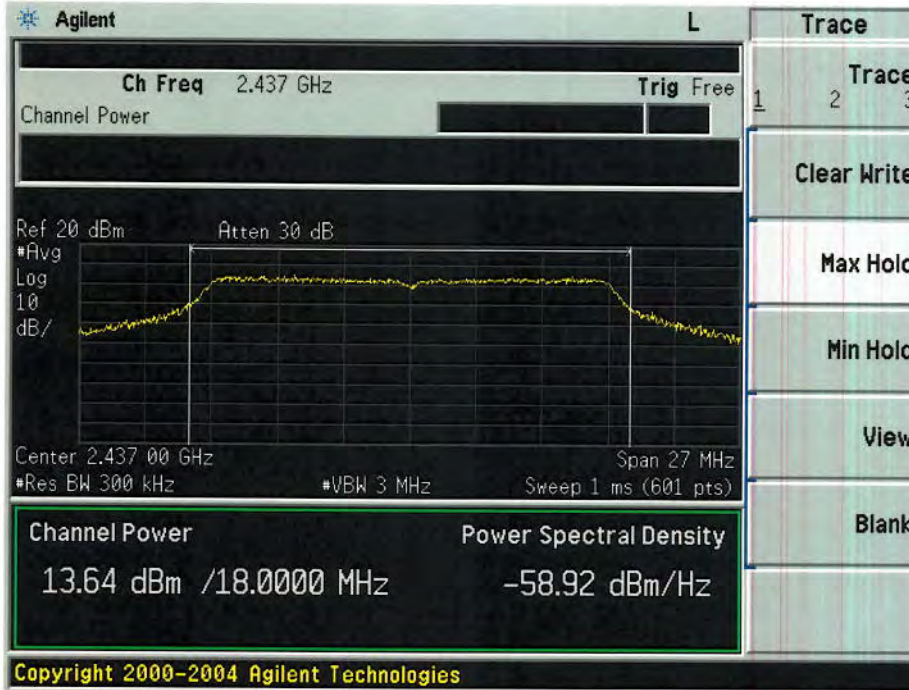 Agilent L Trace
Ch Freq 2.437 GHz Trig Free
Channel Power
Trace
1 2 3
Clear Write
Max Hold
Min Hold
View
Blank
Ref 20 dBm Atten 30 dB
#Avg
Log
10
dB/
Center 2.437 00 GHz Span 27 MHz
#Res BW 300 kHz #VBW 3 MHz Sweep 1 ms (601 pts)
Channel Power Power Spectral Density
13.64 dBm /18.0000 MHz -58.92 dBm/Hz
Copyright 2000-2004 Agilent Technologies